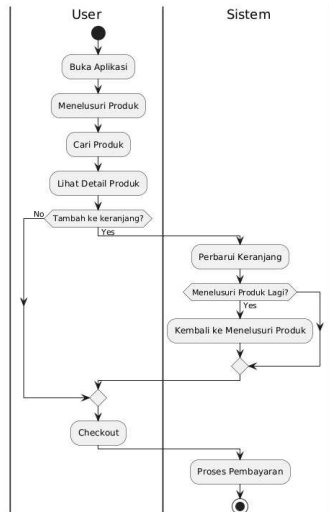 User
Sistem
Buka Aplikasi
Menelusuri Produk
Cari Produk
Lihat Detail Produk
No
Tambah ke keranjang?
Yes
Perbarui Keranjang
Menelusuri Produk Lagi?
Yes
Kembali ke Menelusuri Produk
Checkout
Proses Pembayaran